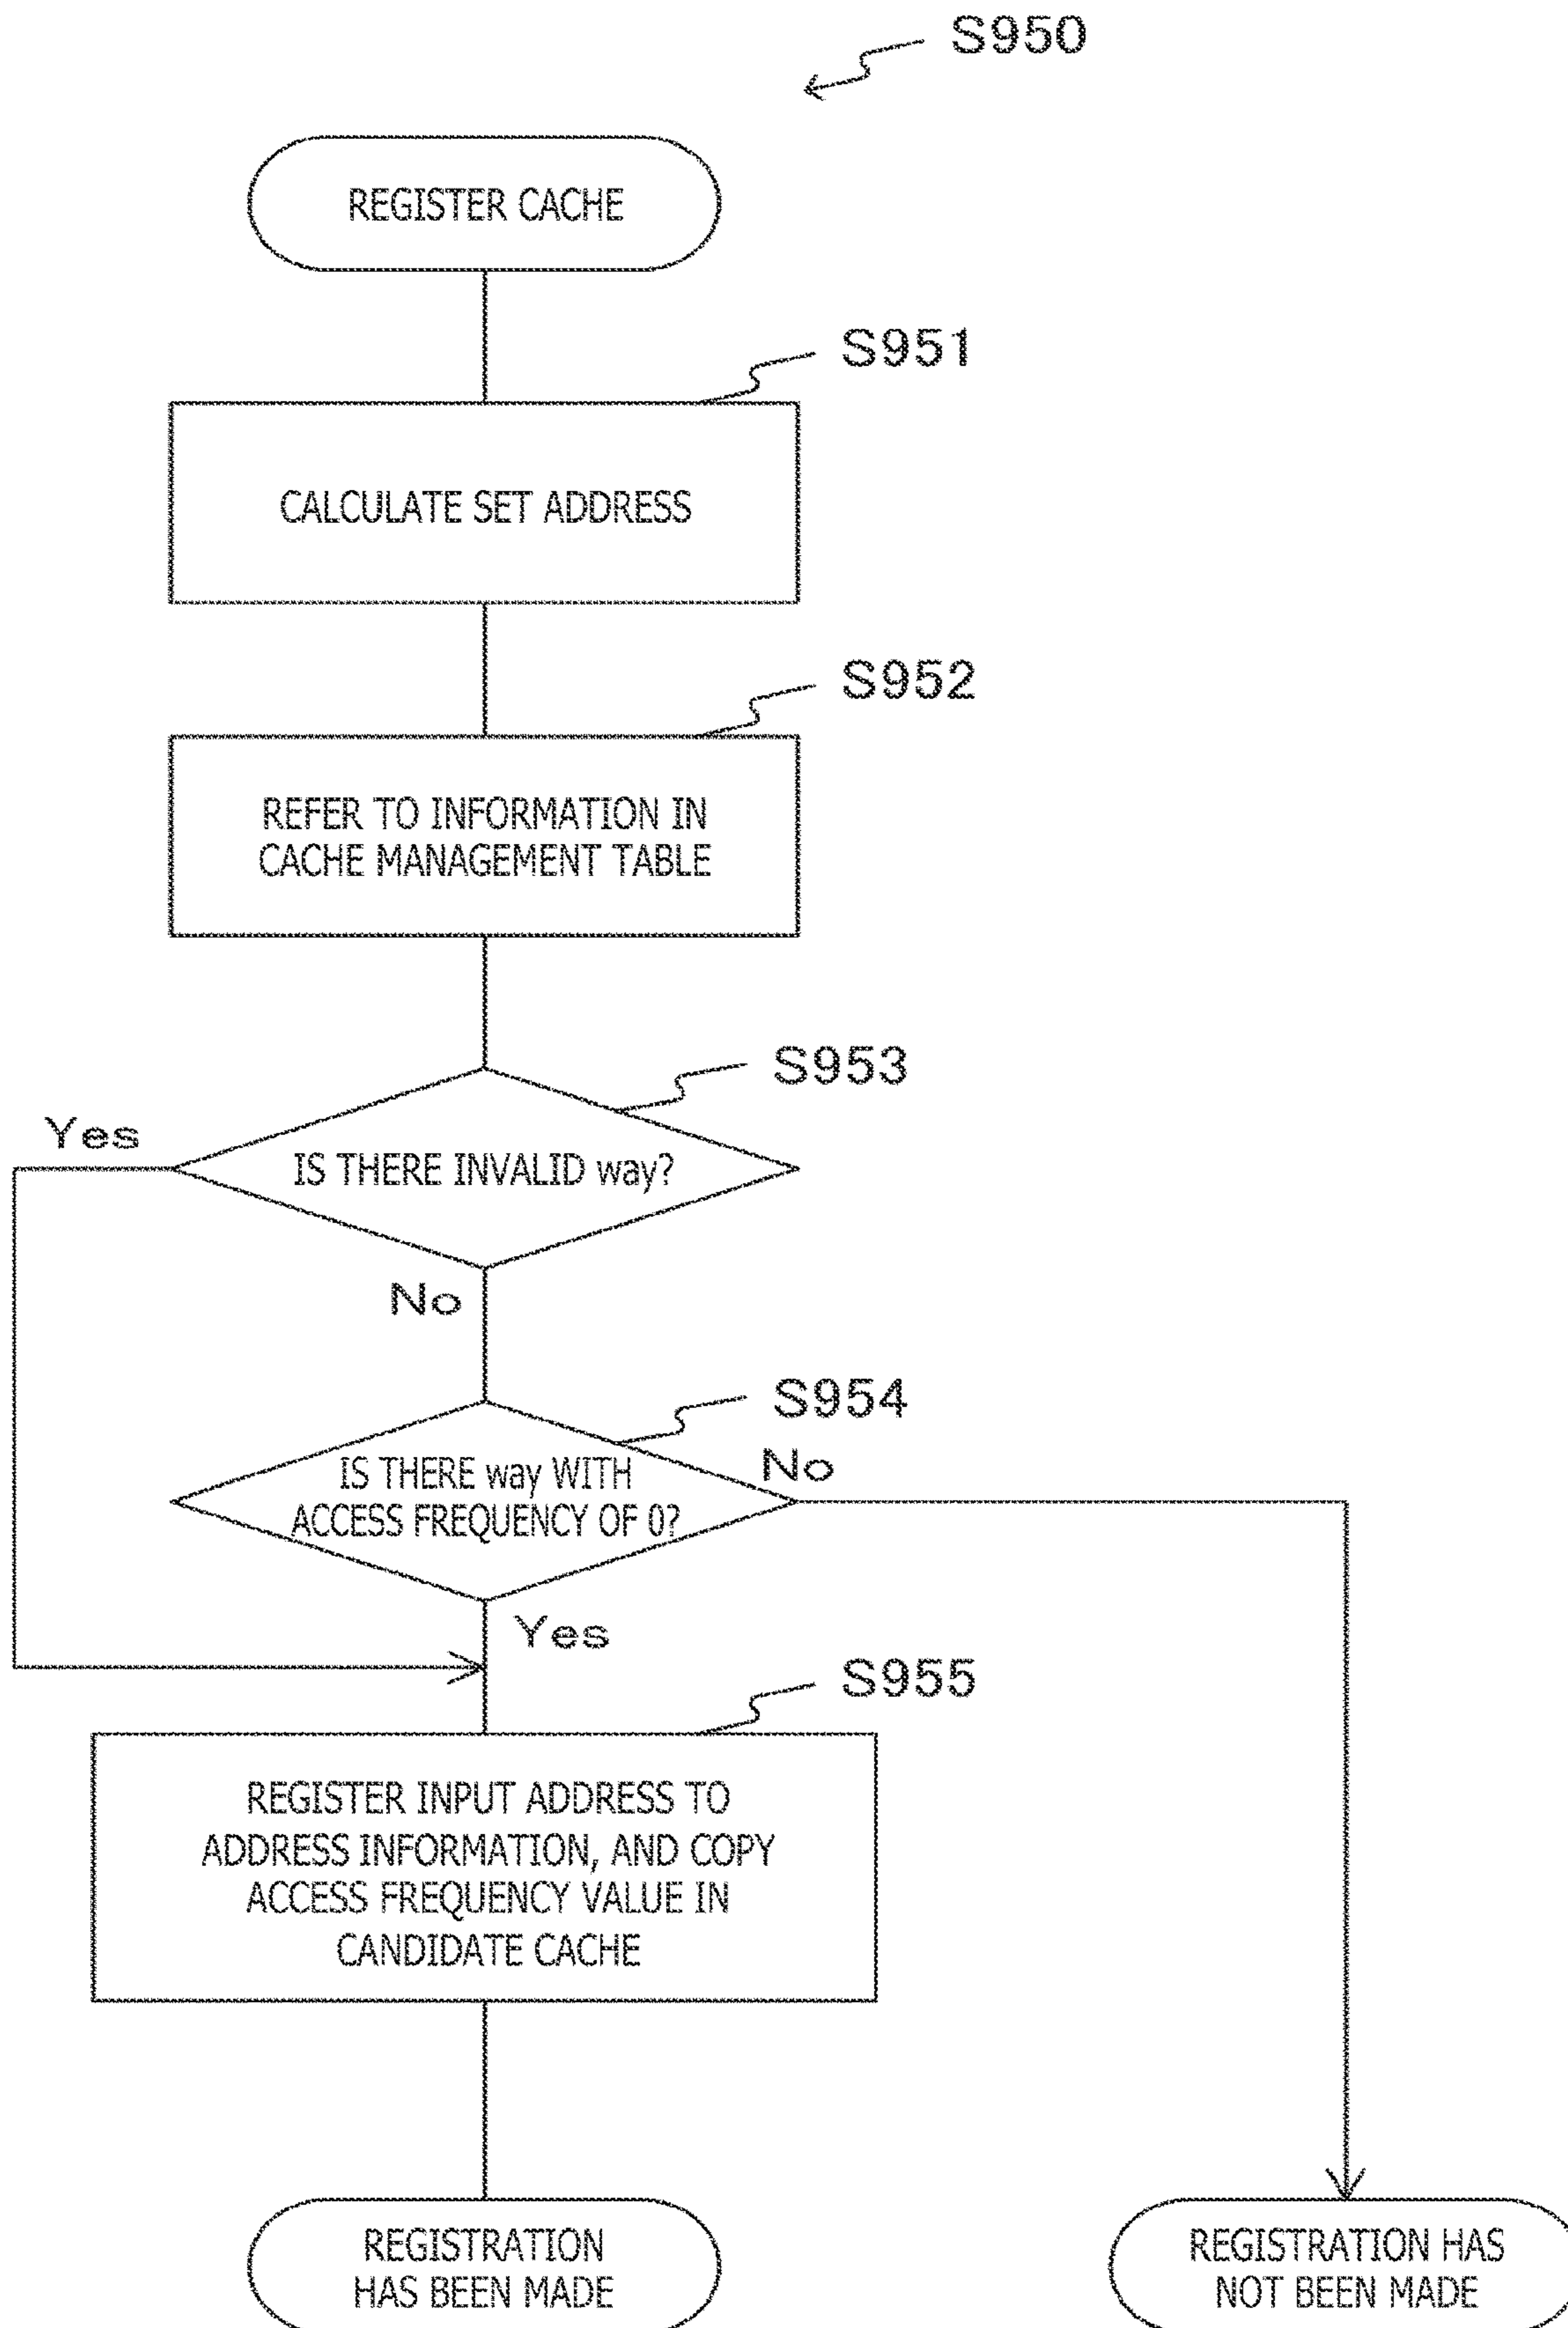 S950
REGISTER CACHE
S951
CALCULATE SET ADDRESS
S952
REFER TO INFORMATION IN
CACHE MANAGEMENT TABLE
S953
Yes
IS THERE INVALID way?
No
S954
IS THERE way WITH
ACCESS FREQUENCY OF 0?
No
Yes
S955
REGISTER INPUT ADDRESS TO
ADDRESS INFORMATION, AND COPY
ACCESS FREQUENCY VALUE IN
CANDIDATE CACHE
REGISTRATION
HAS BEEN MADE
REGISTRATION HAS
NOT BEEN MADE